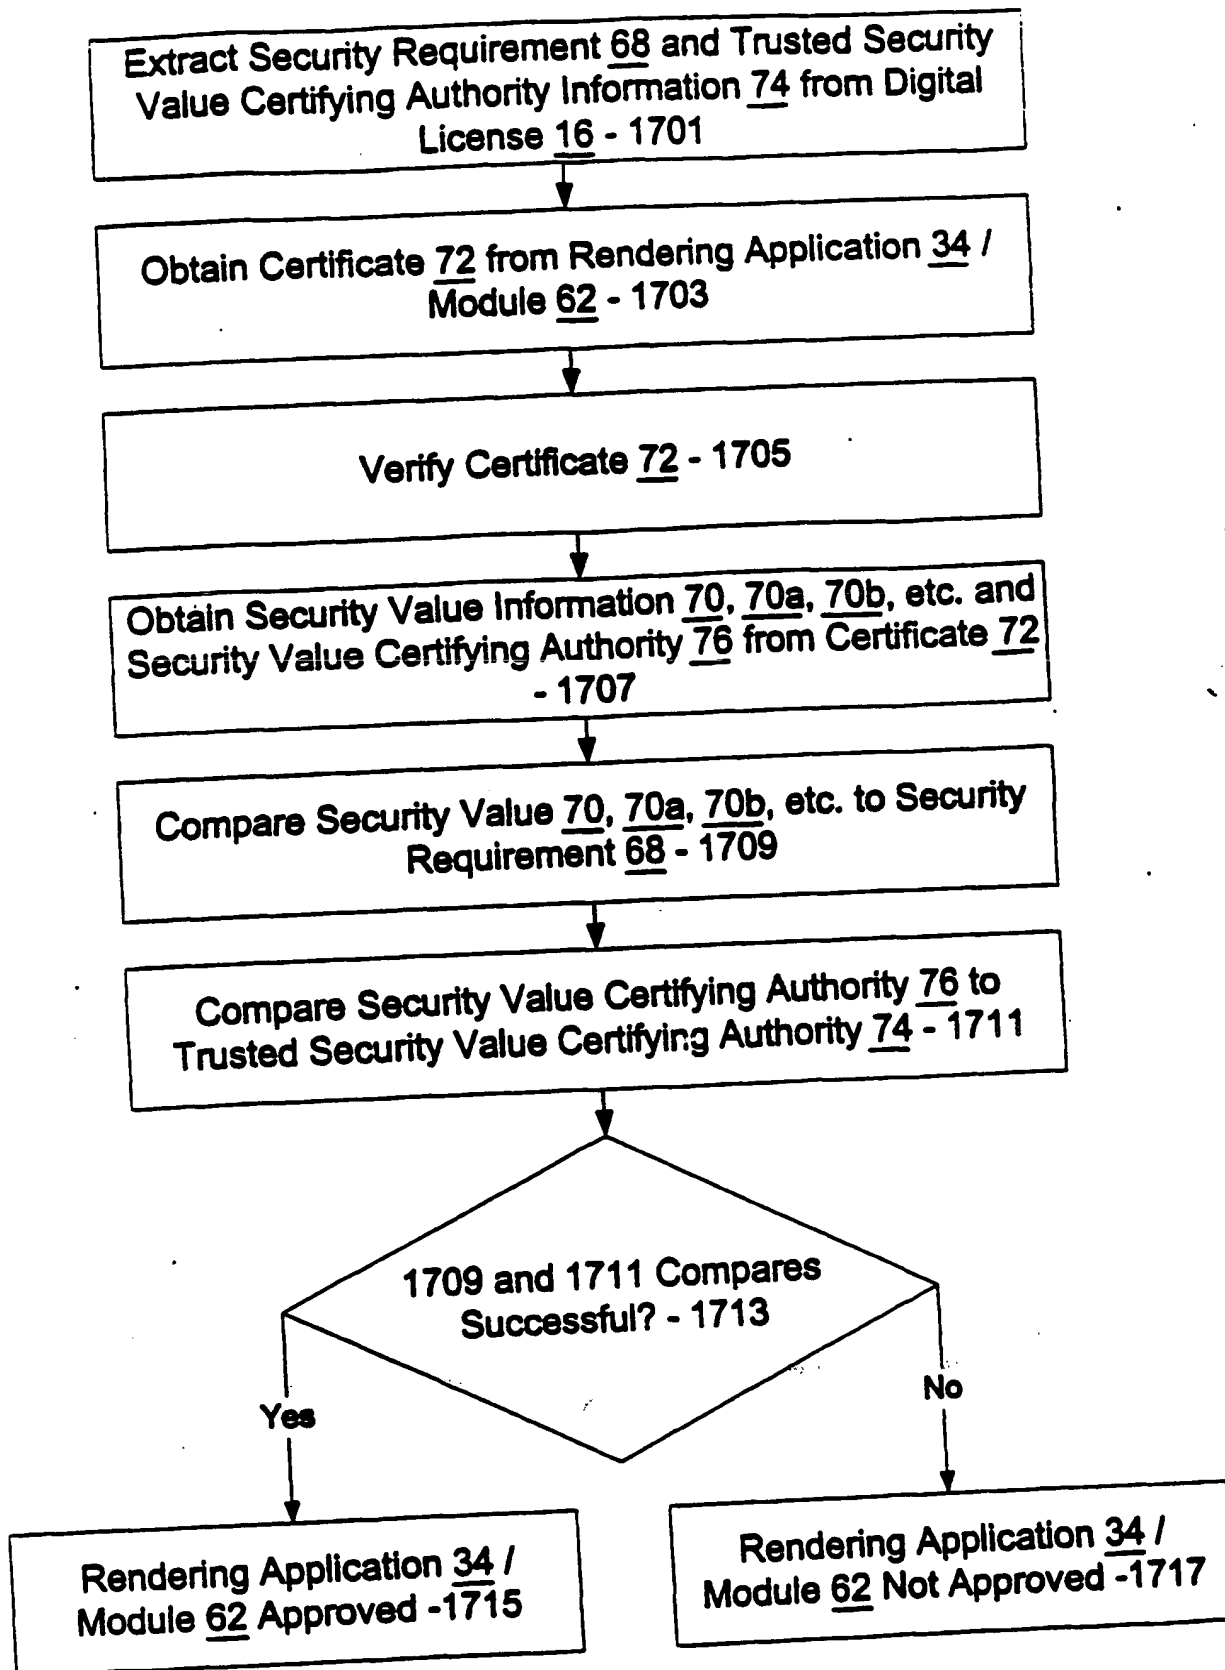 Extract Security Requirement 68 and Trusted Security
Value Certifying Authority Information 74 from Digital
License 16 - 1701
Obtain Certificate 72 from Rendering Application 34 /
Module 62 - 1703
Verify Certificate 72 - 1705
Obtain Security Value Information 70, 70a, 70b, etc. and
Security Value Certifying Authority 76 from Certificate 72
- 1707
Compare Security Value 70, 70a, 70b, etc. to Security
Requirement 68 - 1709
Compare Security Value Certifying Authority 76 to
Trusted Security Value Certifying Authority 74 - 1711
1709 and 1711 Compares
Successful? - 1713
Yes
No
Rendering Application 34 /
Module 62 Approved -1715
Rendering Application 34 /
Module 62 Not Approved -1717